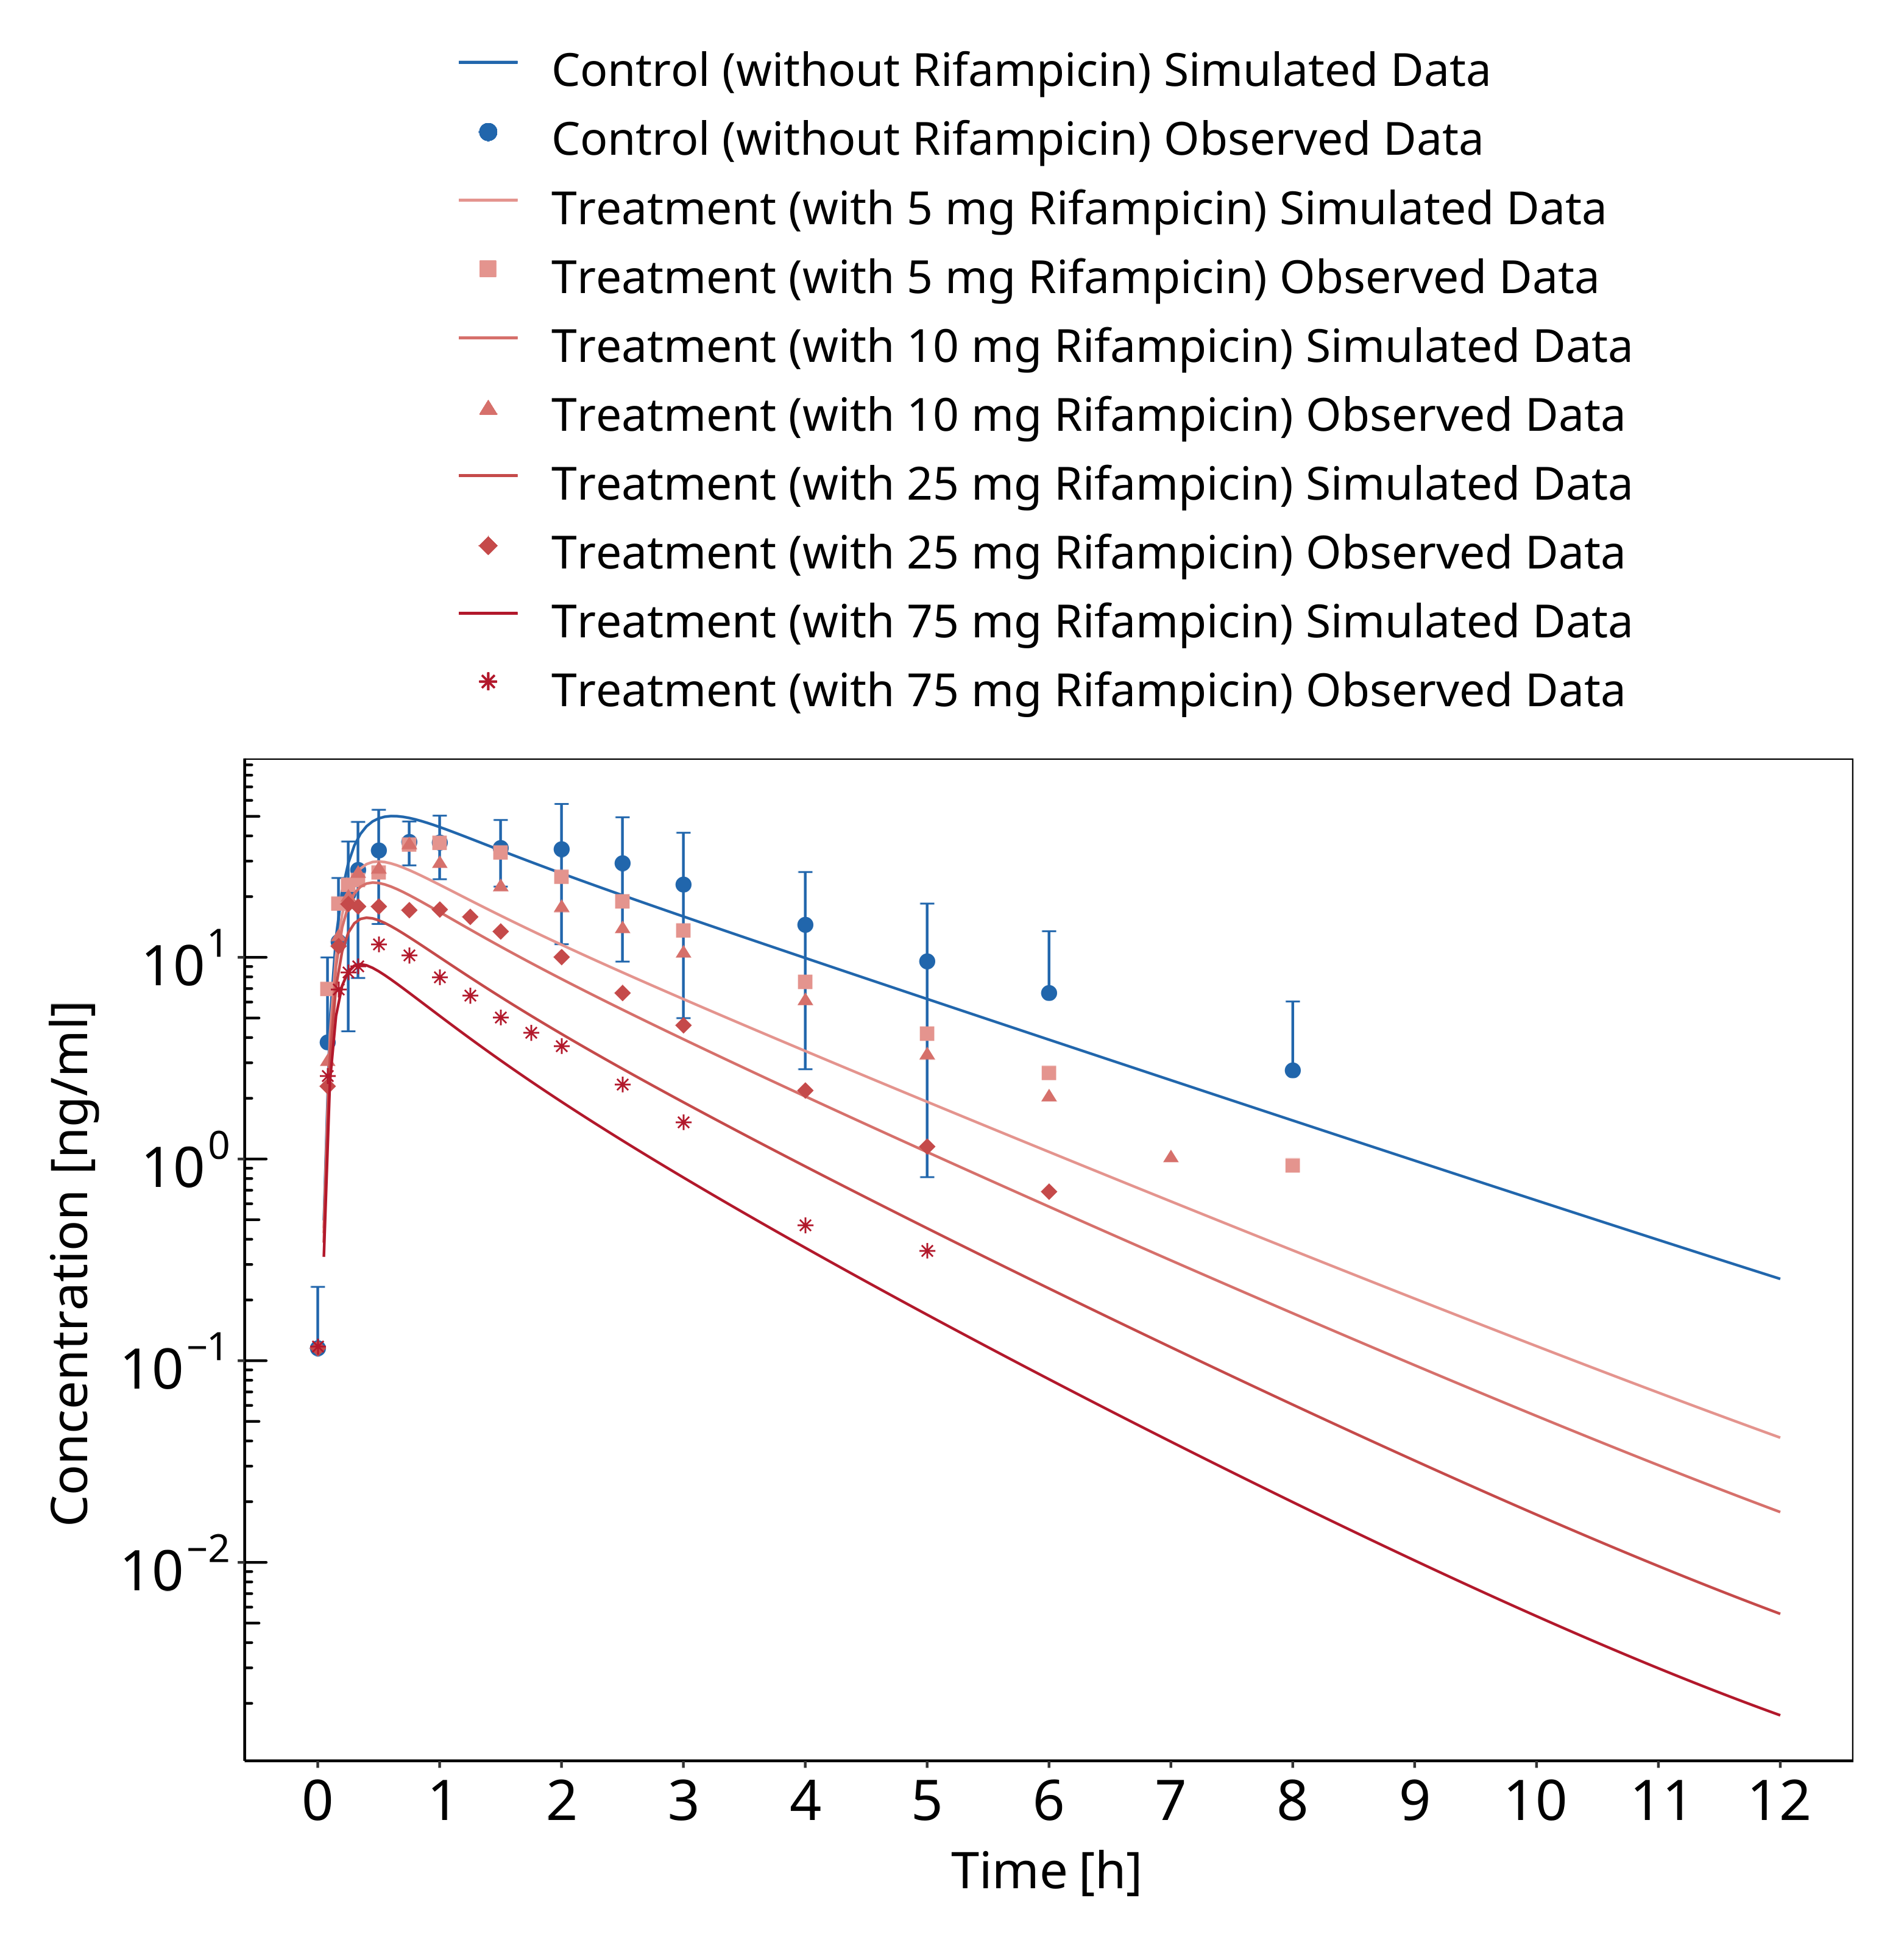 Control (without Rifampicin) Simulated Data
Control (without Rifampicin) Observed Data
Treatment (with 5 mg Rifampicin) Simulated Data
Treatment (with 5 mg Rifampicin) Observed Data
Treatment (with 10 mg Rifampicin) Simulated Data
Treatment (with 10 mg Rifampicin) Observed Data
Treatment (with 25 mg Rifampicin) Simulated Data
Treatment (with 25 mg Rifampicin) Observed Data
Treatment (with 75 mg Rifampicin) Simulated Data
Treatment (with 75 mg Rifampicin) Observed Data
Concentration [ng/ml]
10¹
10⁰
10⁻¹
10⁻²
0 1 2 3 4 5 6 7 8 9 10 11 12
Time [h]